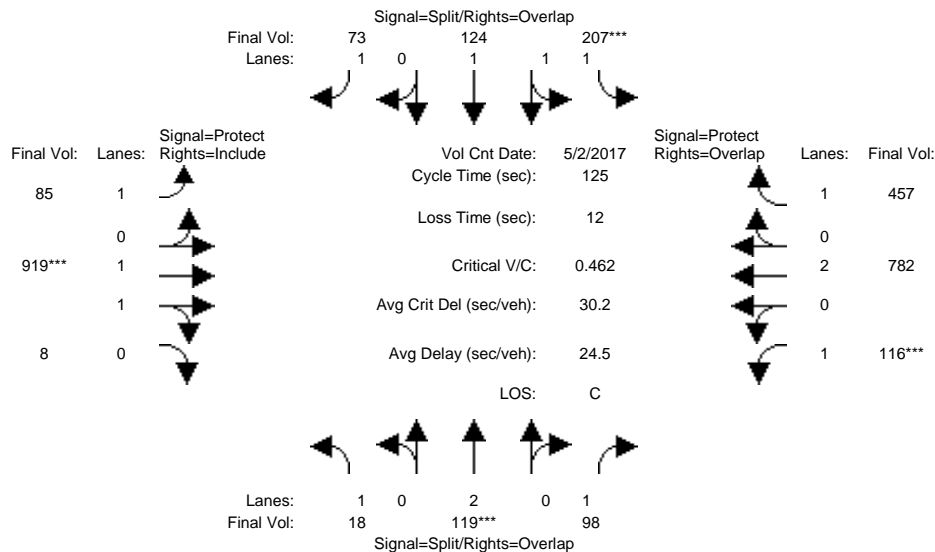 Signal=Split/Rights=Overlap
Final Vol: 73 124 207***
Lanes: 1 0 1 1 1
Signal=Protect
Final Vol: Lanes: Rights=Include
Vol Cnt Date: 5/2/2017
Signal=Protect
Rights=Overlap Lanes: Final Vol:
Cycle Time (sec): 125
85 1
1 457
Loss Time (sec): 12
0
0
919*** 1
Critical V/C: 0.462
2 782
1
Avg Crit Del (sec/veh): 30.2
0
8 0
Avg Delay (sec/veh): 24.5
1 116***
LOS: C
Lanes: 1 0 2 0 1
Final Vol: 18 119*** 98
Signal=Split/Rights=Overlap